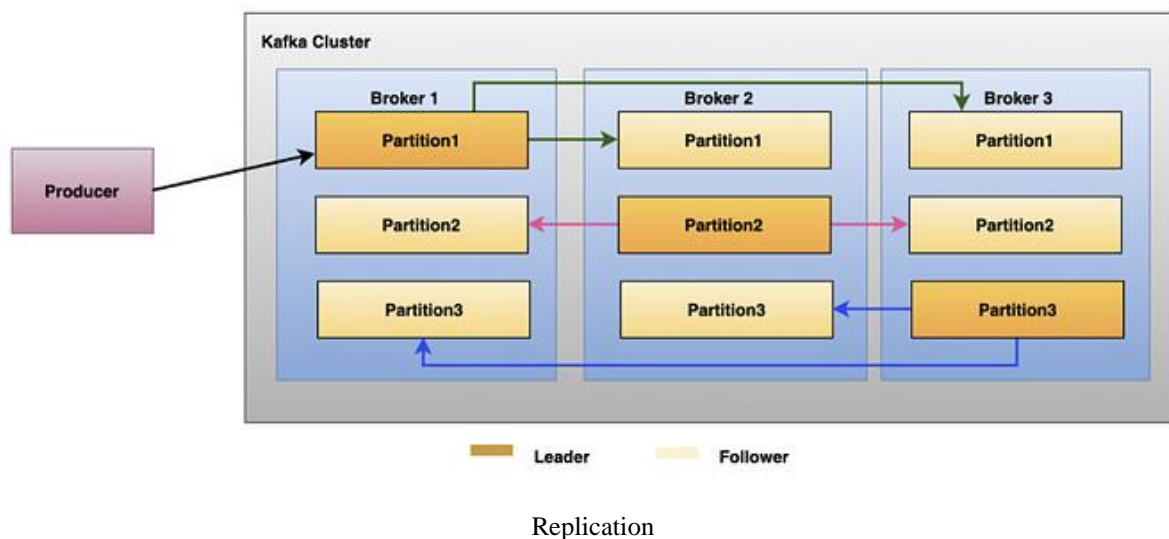 Kafka Cluster
Broker 1
Broker 2
Broker 3
Producer
Partition1
Partition1
Partition1
Partition2
Partition2
Partition2
Partition3
Partition3
Partition3
Leader
Follower
Replication